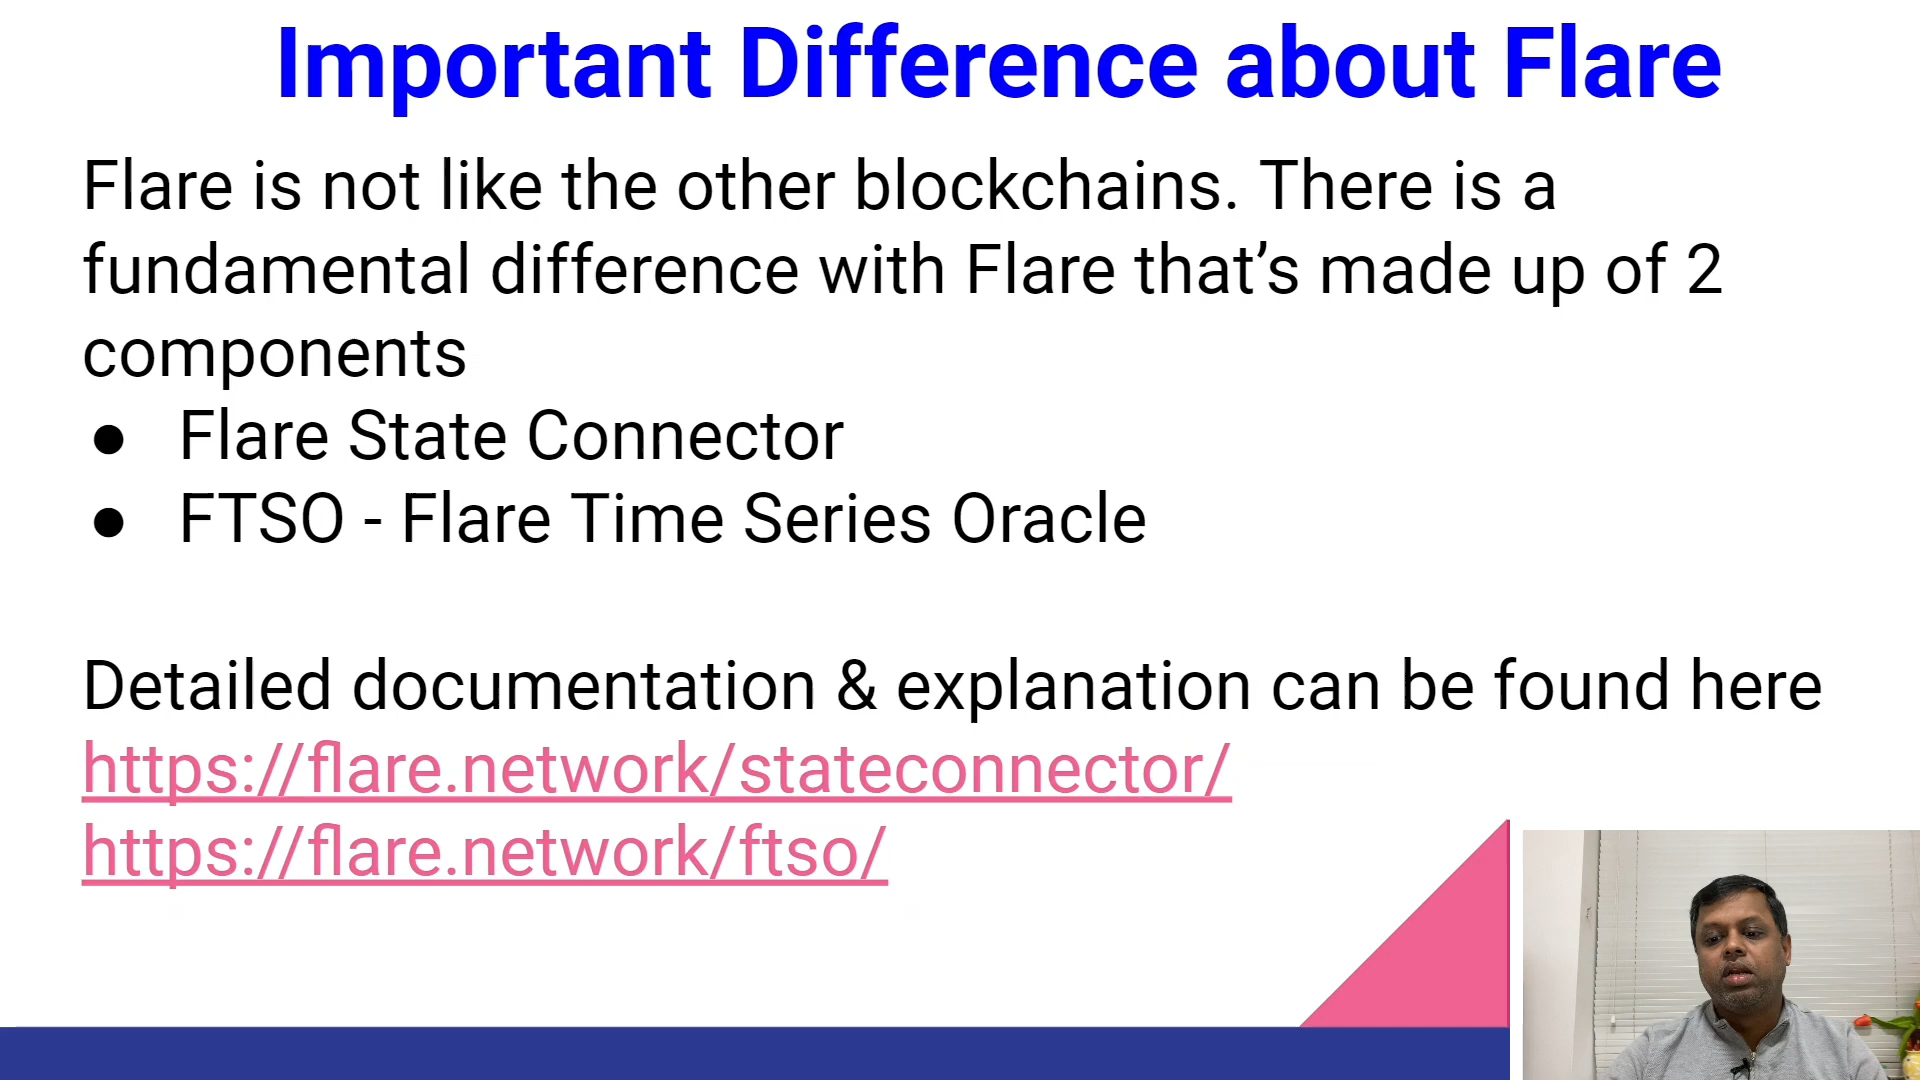 Important Difference about Flare
Flare is not like the other blockchains. There is a
fundamental difference with Flare that’s made up of 2
components
● Flare State Connector
● FTSO - Flare Time Series Oracle
Detailed documentation & explanation can be found here
https://flare.network/stateconnector/
https://flare.network/ftso/